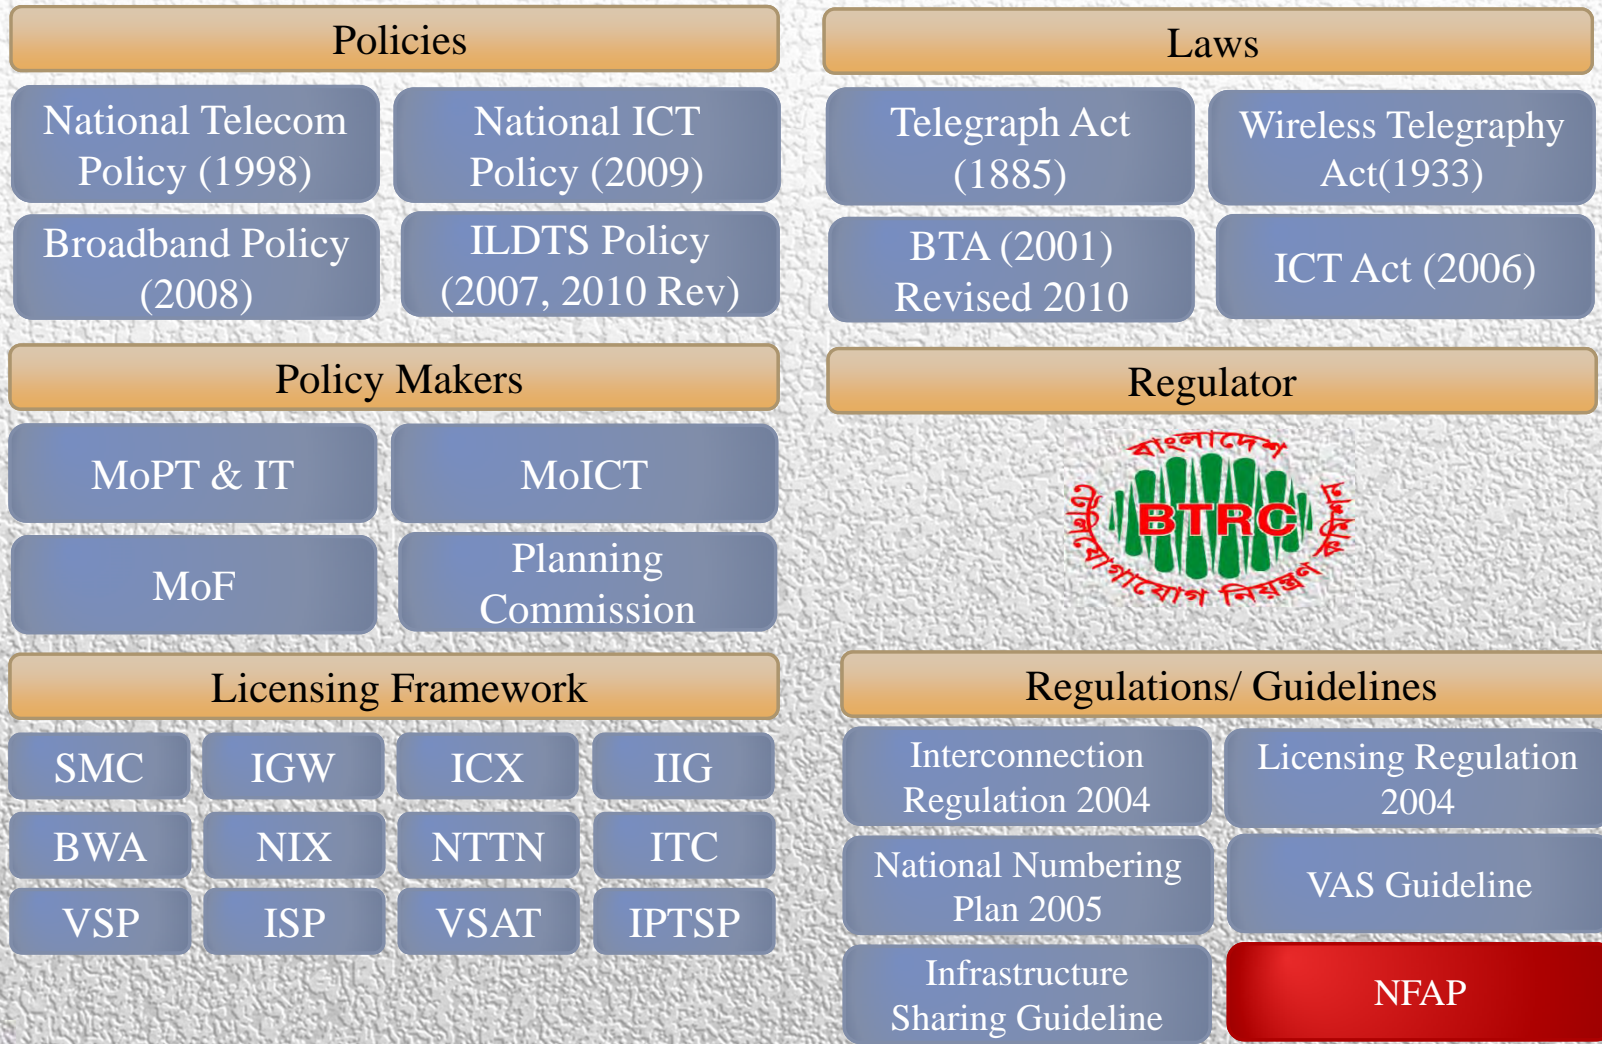 Policies
National Telecom
Policy (1998)
National ICT
Policy (2009)
Broadband Policy
(2008)
ILDTS Policy
(2007, 2010 Rev)
Laws
Telegraph Act
(1885)
Wireless Telegraphy
Act(1933)
BTA (2001)
Revised 2010
ICT Act (2006)
Policy Makers
MoPT & IT
MoICT
MoF
Planning
Commission
Regulator
বাংলাদেশ
BTRC
টেলিযোগাযোগ নিয়ন্ত্রণ কমিশন
Licensing Framework
SMC
IGW
ICX
IIG
BWA
NIX
NTTN
ITC
VSP
ISP
VSAT
IPTSP
Regulations/ Guidelines
Interconnection
Regulation 2004
Licensing Regulation
2004
National Numbering
Plan 2005
VAS Guideline
Infrastructure
Sharing Guideline
NFAP